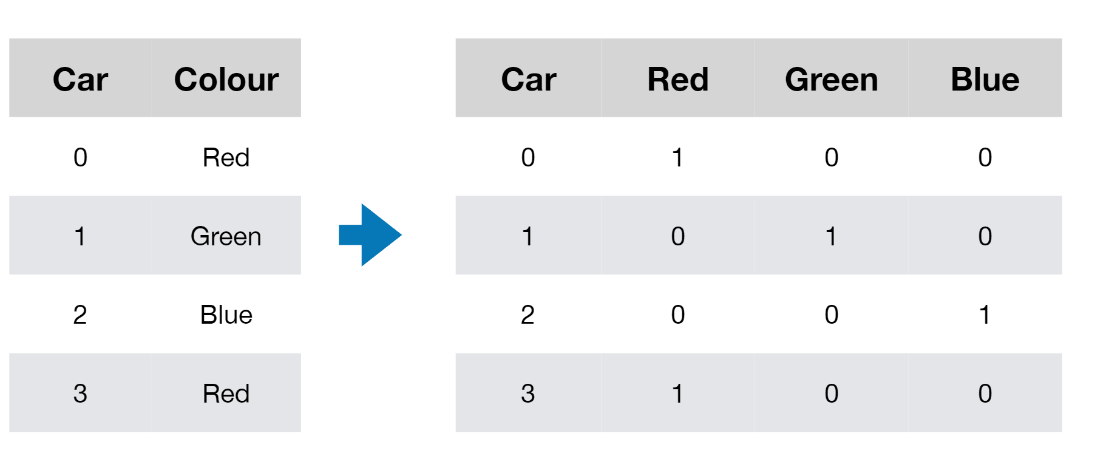 Car Colour
0 Red
1 Green
2 Blue
3 Red
Car Red Green Blue
0 1 0 0
1 0 1 0
2 0 0 1
3 1 0 0